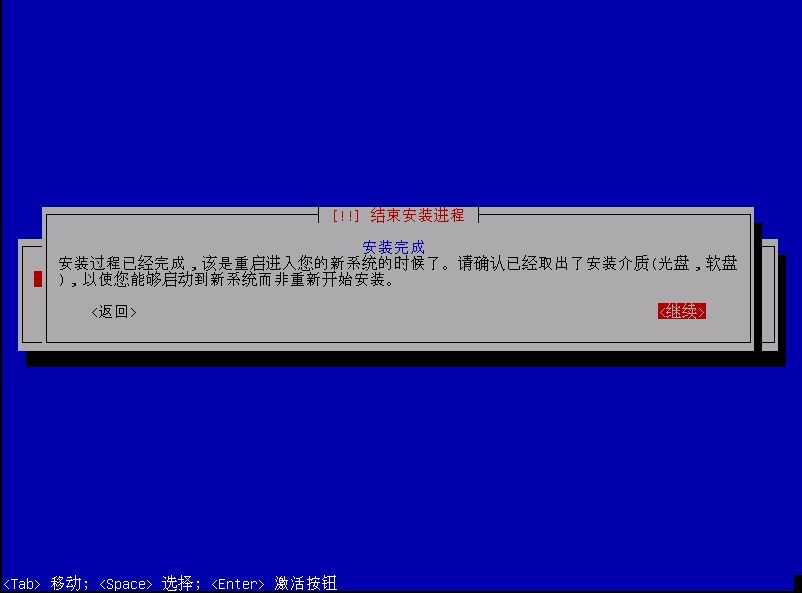 [!!] 结束安装进程
安装完成
安装过程已经完成,该是重启进入您的新系统的时候了。请确认已经取出了安装介质(光盘,软盘
),以使您能够启动到新系统而非重新开始安装。
<返回> <继续>
<Tab> 移动; <Space> 选择; <Enter> 激活按钮